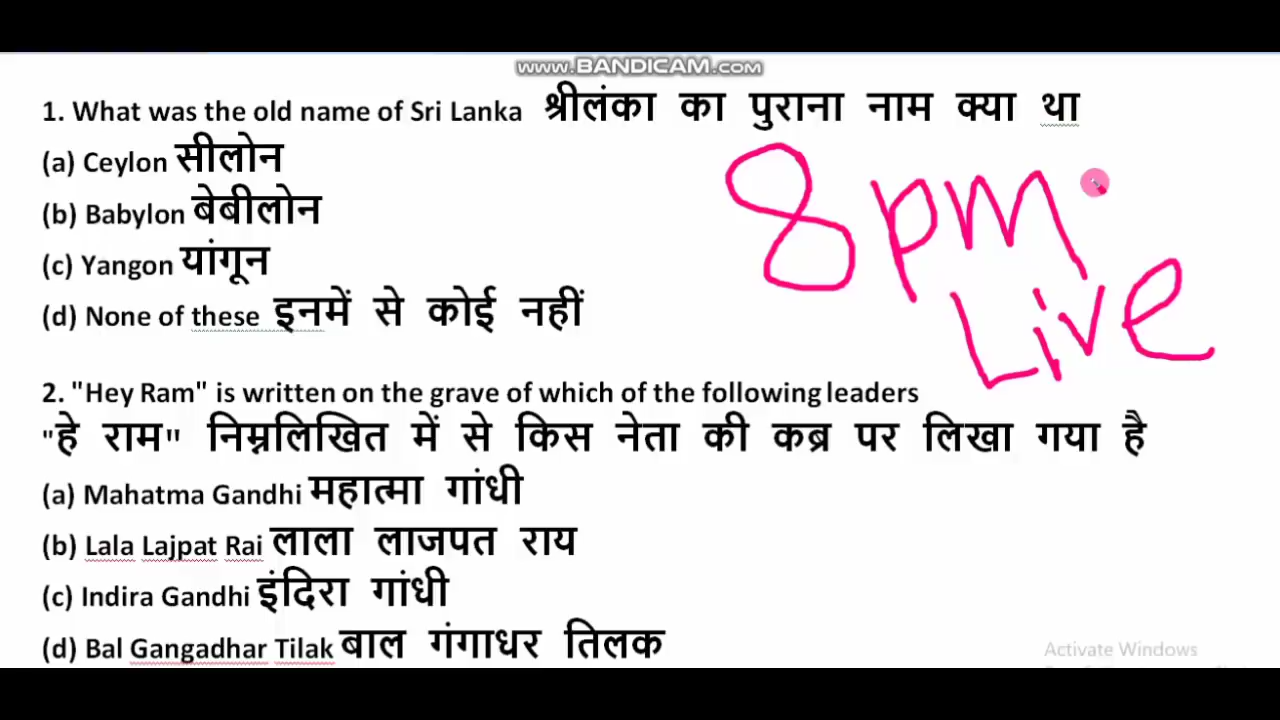 www.BANDICAM.com
1. What was the old name of Sri Lanka श्रीलंका का पुराना नाम क्या था
(a) Ceylon सीलोन
(b) Babylon बेबीलोन
(c) Yangon यांगून
(d) None of these इनमें से कोई नहीं
8 pm
Live
2. "Hey Ram" is written on the grave of which of the following leaders
"हे राम" निम्नलिखित में से किस नेता की कब्र पर लिखा गया है
(a) Mahatma Gandhi महात्मा गांधी
(b) Lala Lajpat Rai लाला लाजपत राय
(c) Indira Gandhi इंदिरा गांधी
(d) Bal Gangadhar Tilak बाल गंगाधर तिलक
Activate Windows